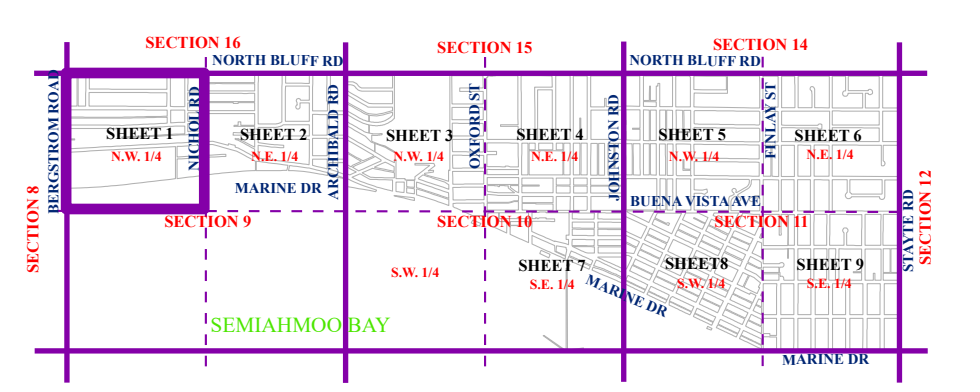 SECTION 16
SECTION 15
SECTION 14
NORTH BLUFF RD
NORTH BLUFF RD
BERGSTROM ROAD
NICHOL RD
ARCHIBALD RD
OXFORD ST
JOHNSTON RD
FINLAY ST
SHEET 1
N.W. 1/4
SHEET 2
N.E. 1/4
SHEET 3
N.W. 1/4
SHEET 4
N.E. 1/4
SHEET 5
N.W. 1/4
SHEET 6
N.E. 1/4
MARINE DR
BUENA VISTA AVE
SECTION 8
SECTION 9
SECTION 10
SECTION 11
STAYTE RD
SECTION 12
S.W. 1/4
SHEET 7
S.E. 1/4
MARINE DR
SHEET8
S.W. 1/4
SHEET 9
S.E. 1/4
SEMIAHMOO BAY
MARINE DR